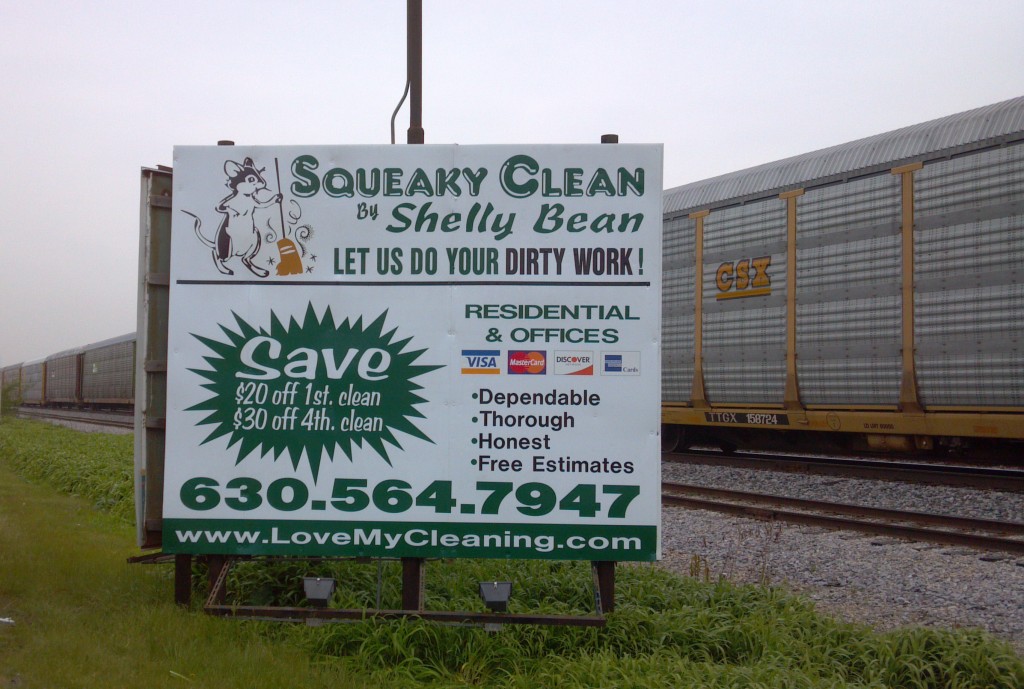 SQUEAKY CLEAN
By Shelly Bean
LET US DO YOUR DIRTY WORK!
RESIDENTIAL
& OFFICES
VISA MasterCard DISCOVER Cards
Save
$20 off 1st. clean
$30 off 4th. clean
•Dependable
•Thorough
•Honest
•Free Estimates
630.564.7947
www.LoveMyCleaning.com
CSX
TTGX 158724